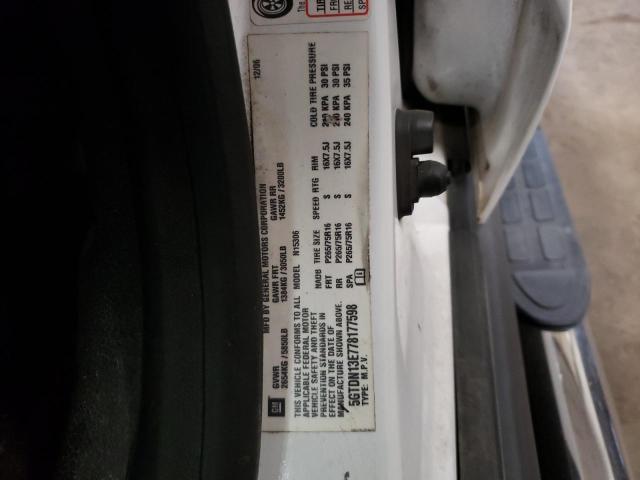 12/06
MFD BY GENERAL MOTORS CORPORATION
GVWR GAWR FRT GAWR RR
2654KG / 5850LB 1384KG / 3050LB 1452KG / 3200LB
GM
THIS VEHICLE CONFORMS TO ALL
APPLICABLE FEDERAL MOTOR
VEHICLE SAFETY AND THEFT
PREVENTION STANDARDS IN
EFFECT ON THE DATE OF
MANUFACTURE SHOWN ABOVE.
5GTDN13E778177598
TYPE: M.P.V.
MODEL N15306
NADB TIRE SIZE SPEED RTG RIM COLD TIRE PRESSURE
FRT P265/75R16 S 16X7.5J KPA 30 PSI
RR P265/75R16 S 16X7.5J KPA 30 PSI
SPA P265/75R16 S 16X7.5J 240 KPA 35 PSI
The